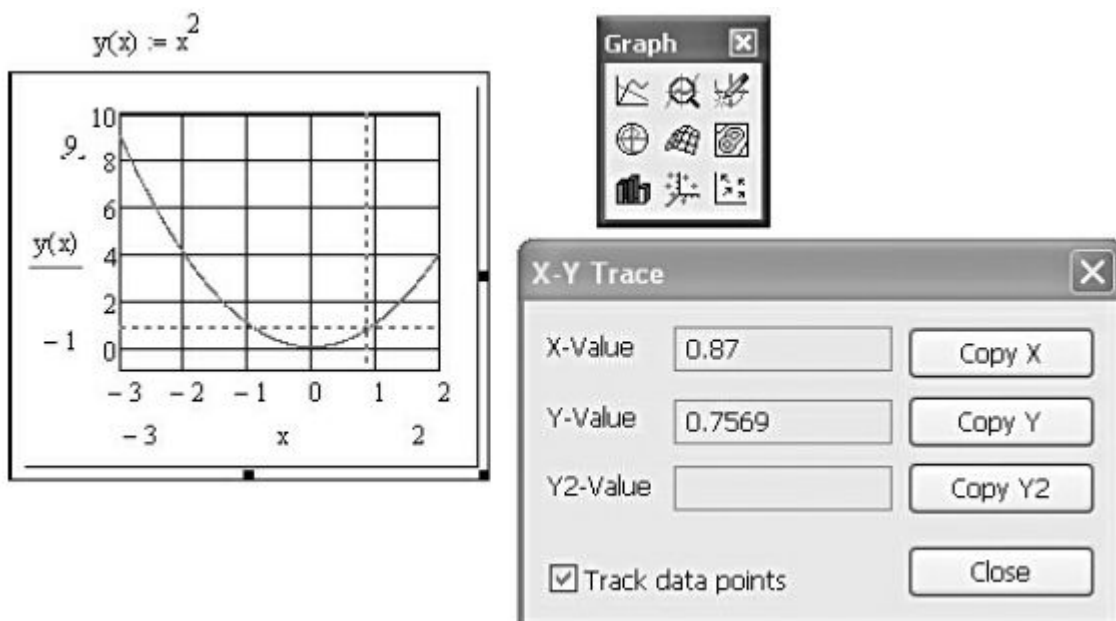 y(x) := x²
10
9.
8
6
y(x)
4
2
−1
0
−3 −2 −1 0 1 2
−3 x 2
Graph
X-Y Trace
X-Value 0.87 Copy X
Y-Value 0.7569 Copy Y
Y2-Value Copy Y2
Track data points Close